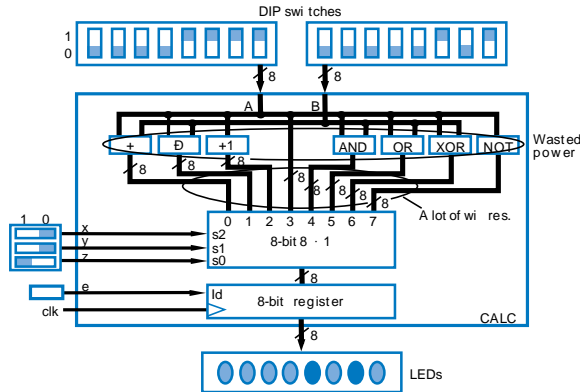 DIP swi tches
1
0
8
8
A
B
+
Ð
+1
AND
OR
XOR
NOT
Wasted
power
8
8
8
8
8
8
8
8
A lot of wi res.
0 1 2 3 4 5 6 7
1 0
x
y
z
s2
s1
s0
8-bit 8 · 1
8
e
ld
8-bit register
clk
CALC
8
LEDs